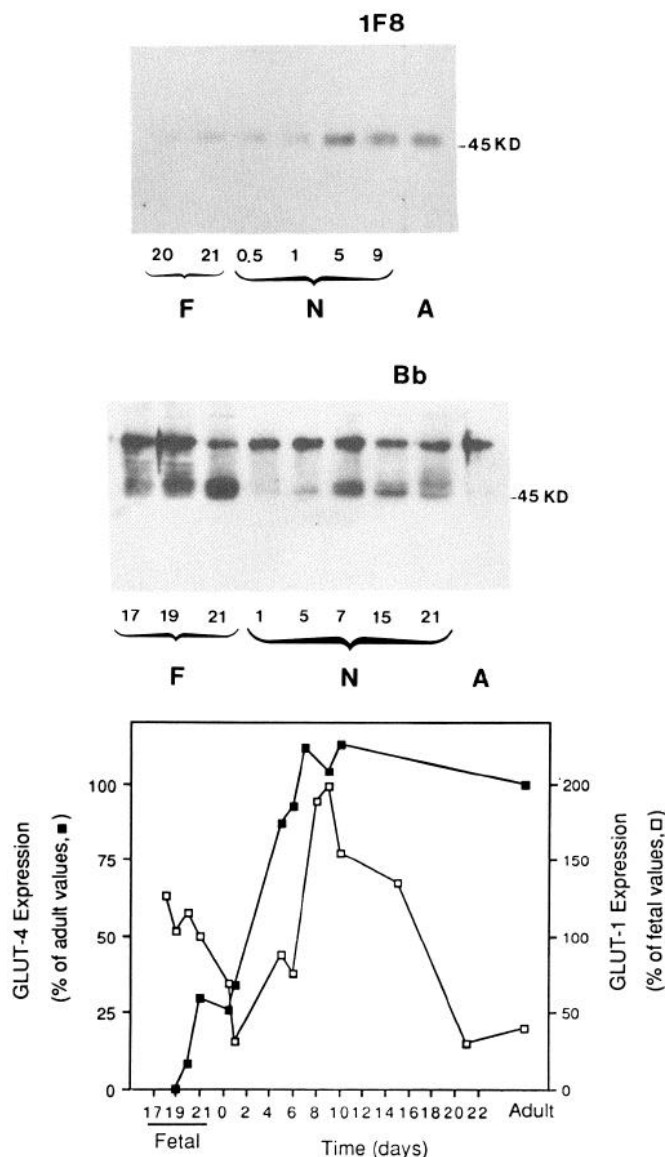 1F8
-45KD
20 21 0.5 1 5 9
F N A
Bb
-45KD
17 19 21 1 5 7 15 21
F N A
GLUT-4 Expression
(% of adult values, ■)
100
75
50
25
0
200
150
100
50
0
GLUT-1 Expression
(% of fetal values, □)
17 19 21 0 2 4 6 8 10 12 14 16 18 20 22 Adult
Fetal
Time (days)